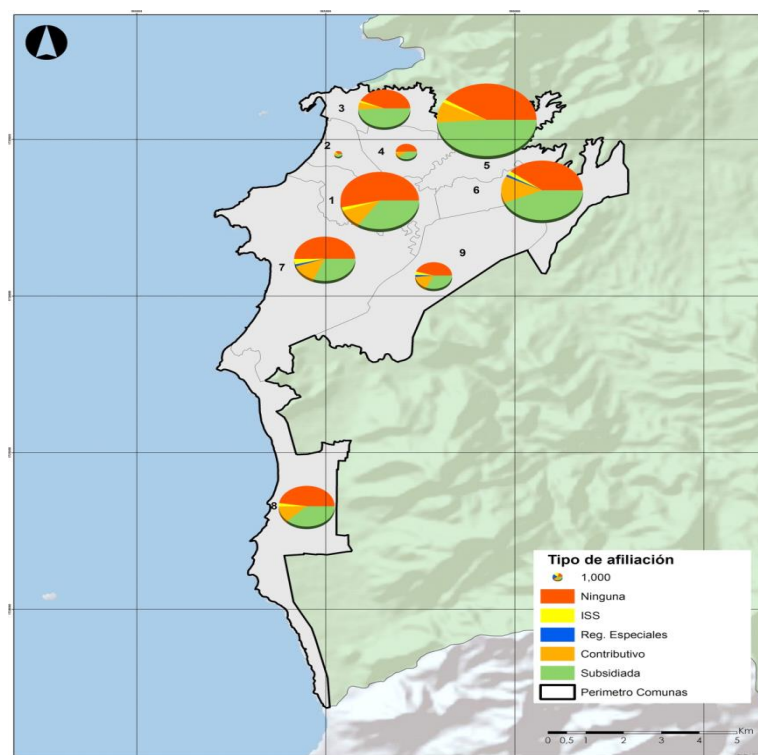 3
2
4
5
1
6
9
7
8
Tipo de afiliación
1,000
Ninguna
ISS
Reg. Especiales
Contributivo
Subsidiada
Perimetro Comunas
Km
0 0.5 1 2 3 4 5